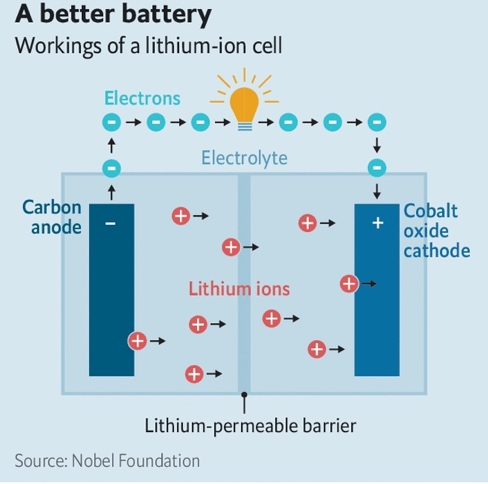 A better battery
Workings of a lithium-ion cell
Electrons
Electrolyte
Carbon
anode
Cobalt
oxide
cathode
Lithium ions
Lithium-permeable barrier
Source: Nobel Foundation